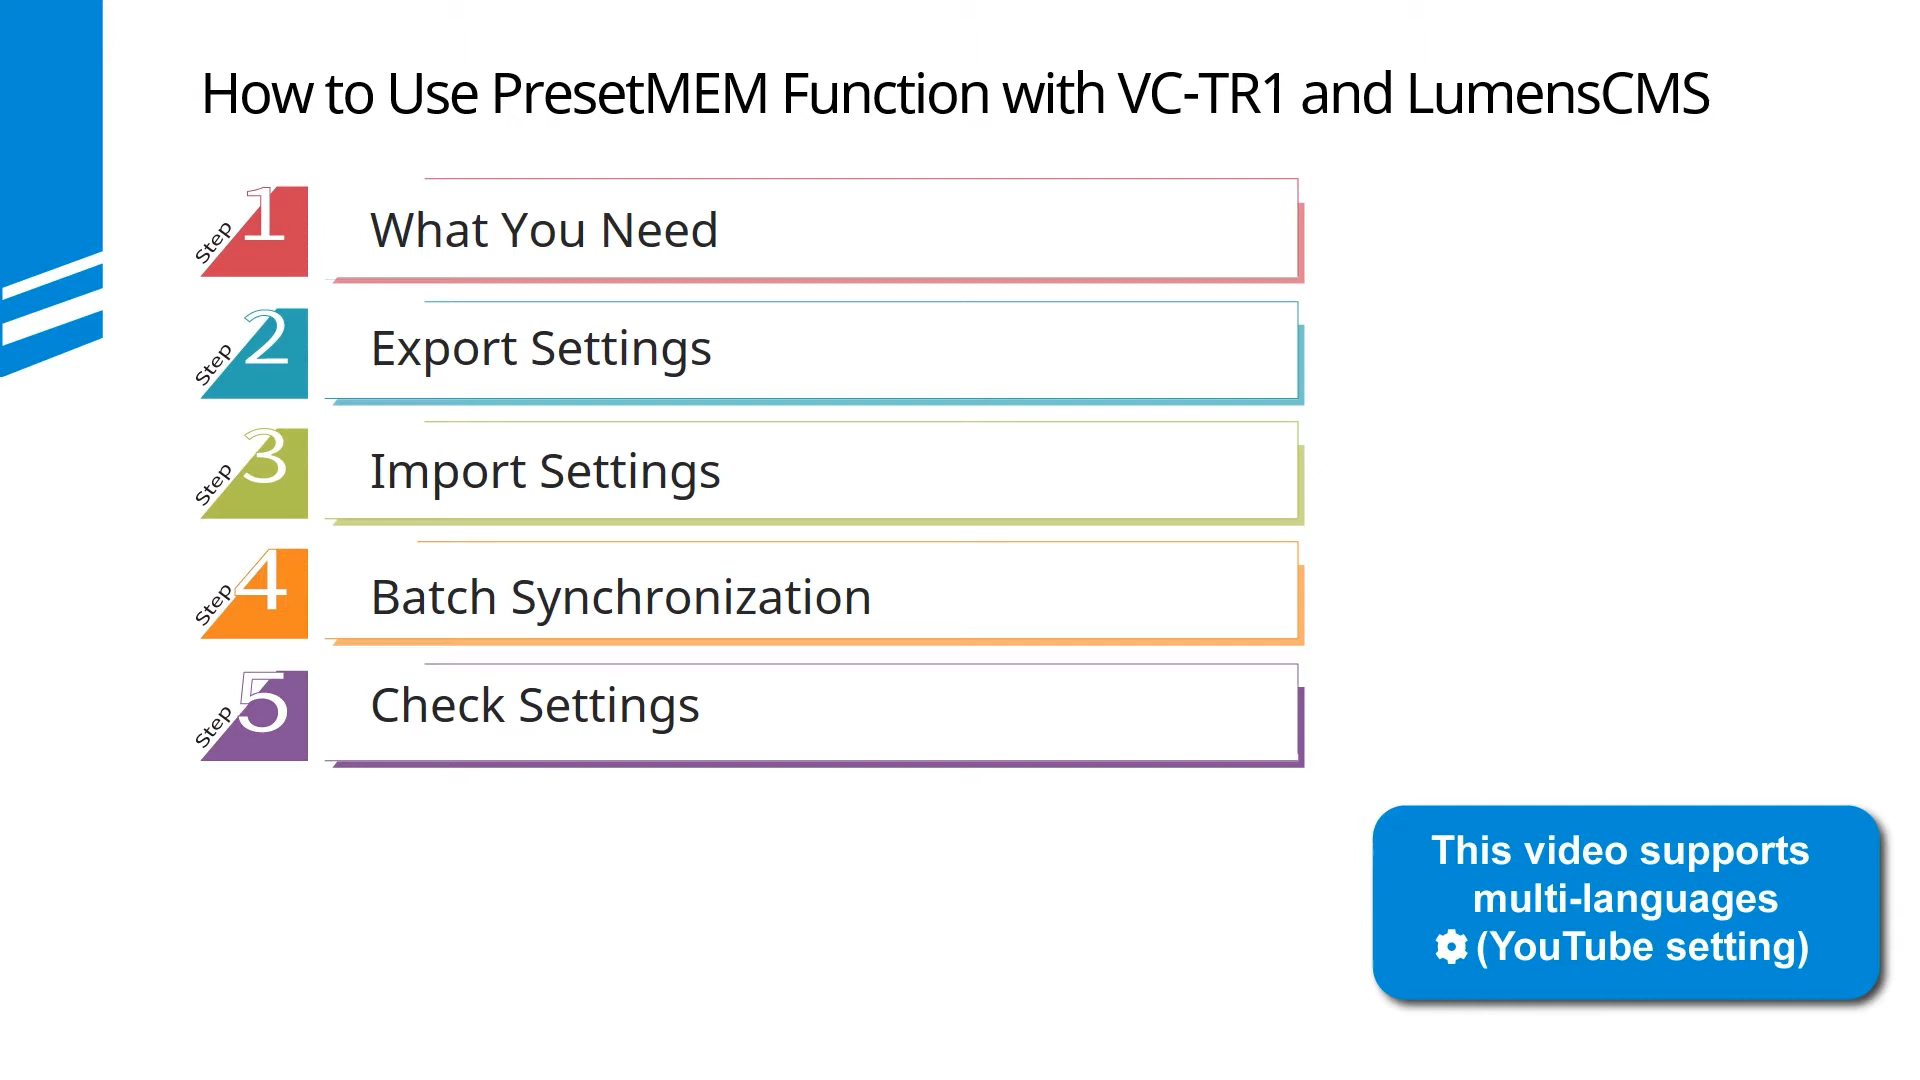 How to Use PresetMEM Function with VC-TR1 and LumensCMS
Step 1 What You Need
Step 2 Export Settings
Step 3 Import Settings
Step 4 Batch Synchronization
Step 5 Check Settings
This video supports
multi-languages
(YouTube setting)